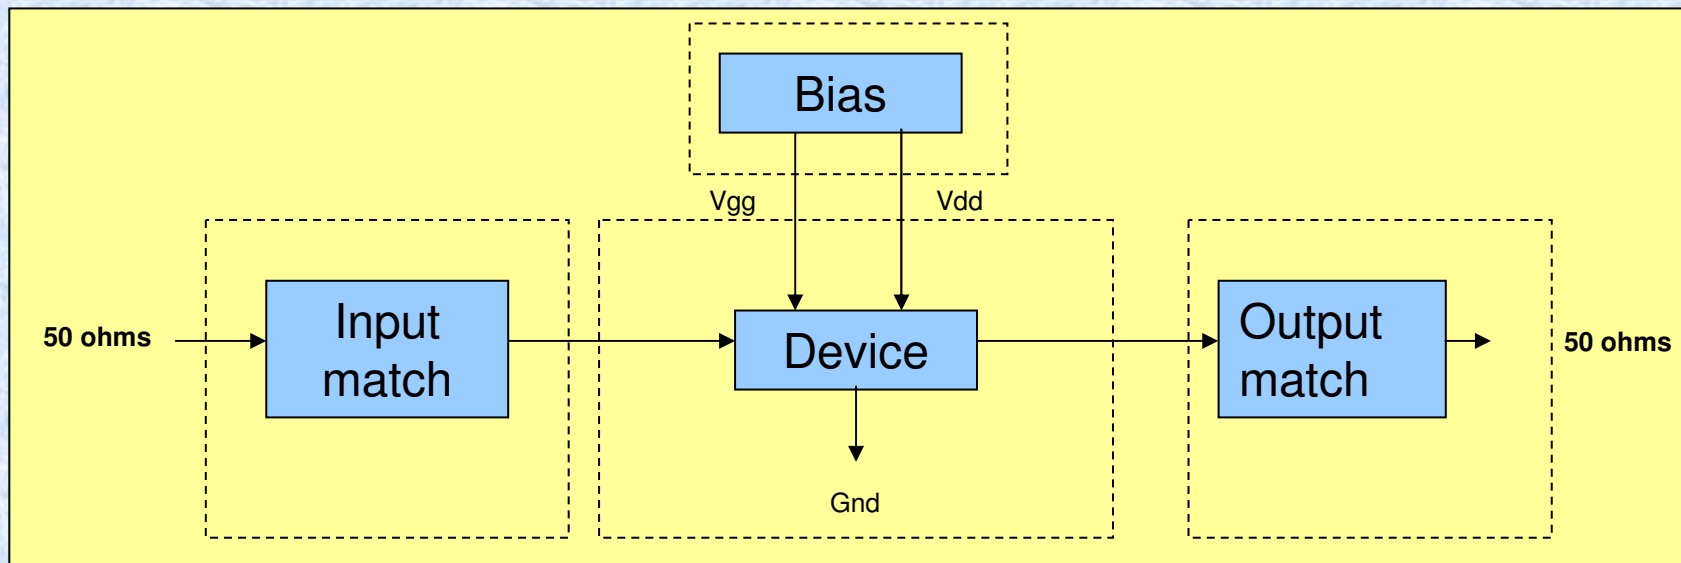 Bias
Vgg
Vdd
50 ohms
Input
match
Device
Output
match
50 ohms
Gnd